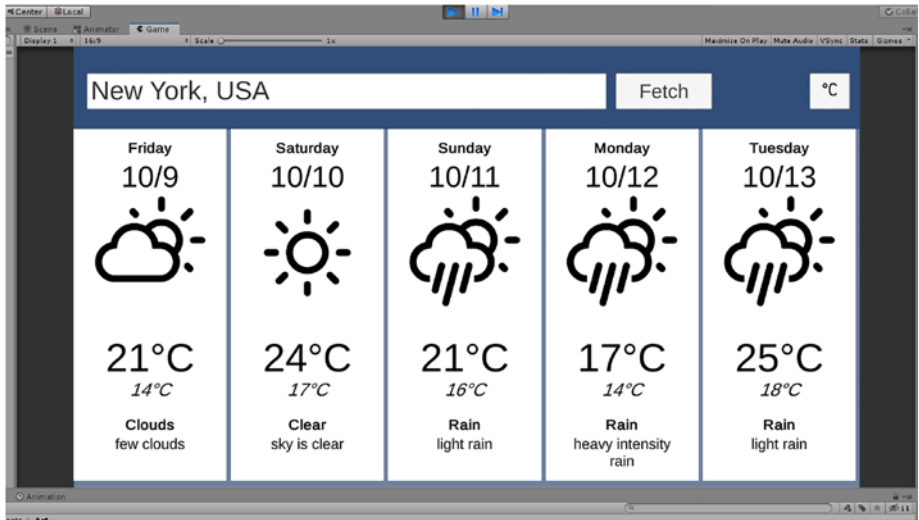 Center Local
Scene Animator Game
Display 1 16:9 Scale 1x Maximize On Play Mute Audio VSync Stats Gizmos
New York, USA Fetch °C
Friday Saturday Sunday Monday Tuesday
10/9 10/10 10/11 10/12 10/13
21°C 24°C 21°C 17°C 25°C
14°C 17°C 16°C 14°C 18°C
Clouds Clear Rain Rain Rain
few clouds sky is clear light rain heavy intensity light rain
rain
Animation
11